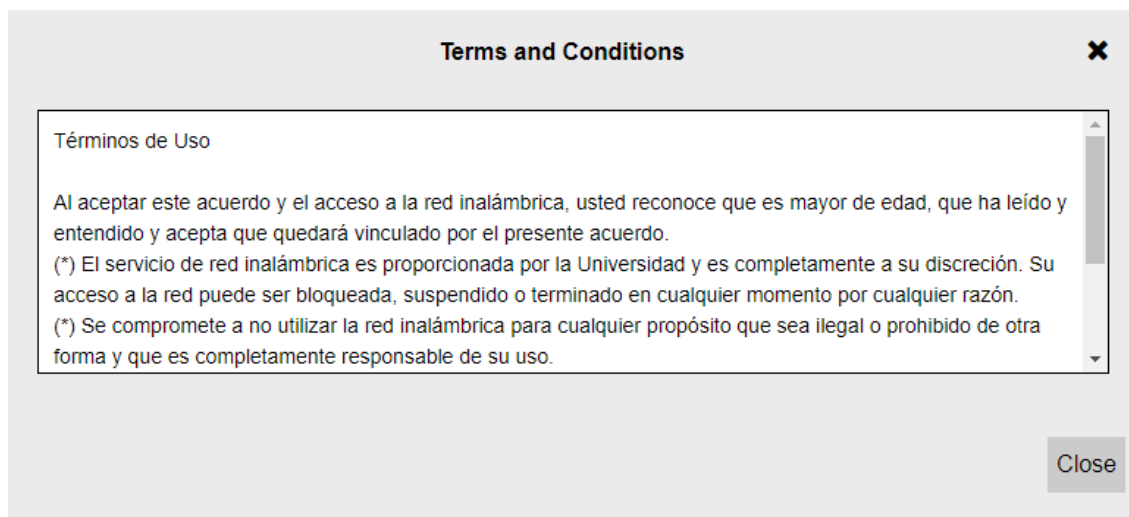 Terms and Conditions
Términos de Uso
Al aceptar este acuerdo y el acceso a la red inalámbrica, usted reconoce que es mayor de edad, que ha leído y
entendido y acepta que quedará vinculado por el presente acuerdo.
(*) El servicio de red inalámbrica es proporcionada por la Universidad y es completamente a su discreción. Su
acceso a la red puede ser bloqueada, suspendido o terminado en cualquier momento por cualquier razón.
(*) Se compromete a no utilizar la red inalámbrica para cualquier propósito que sea ilegal o prohibido de otra
forma y que es completamente responsable de su uso.
Close